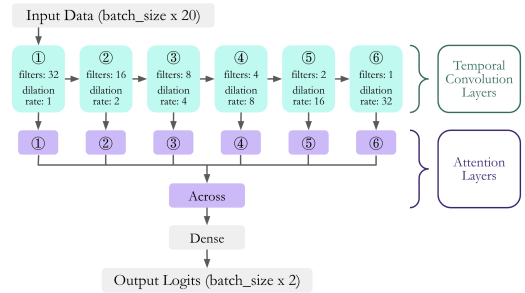 Input Data (batch_size x 20)
①
filters: 32
dilation
rate: 1
②
filters: 16
dilation
rate: 2
③
filters: 8
dilation
rate: 4
④
filters: 4
dilation
rate: 8
⑤
filters: 2
dilation
rate: 16
⑥
filters: 1
dilation
rate: 32
Temporal
Convolution
Layers
① ② ③ ④ ⑤ ⑥
Attention
Layers
Across
Dense
Output Logits (batch_size x 2)